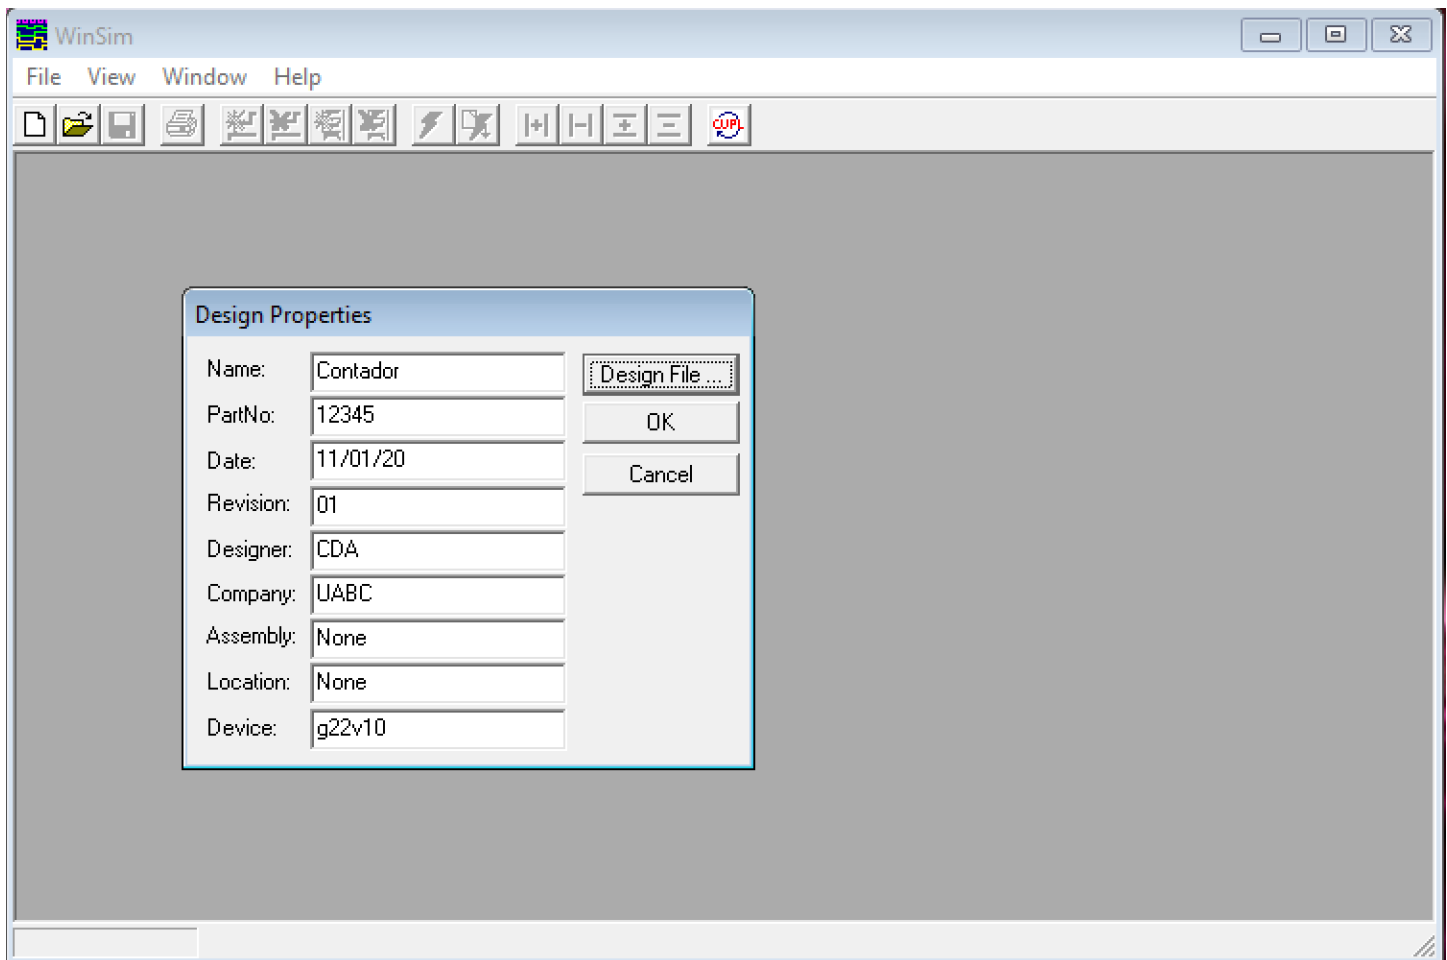 WinSim
File View Window Help
CUPL
Design Properties
Name: Contador Design File ...
PartNo: 12345 OK
Date: 11/01/20 Cancel
Revision: 01
Designer: CDA
Company: UABC
Assembly: None
Location: None
Device: g22v10